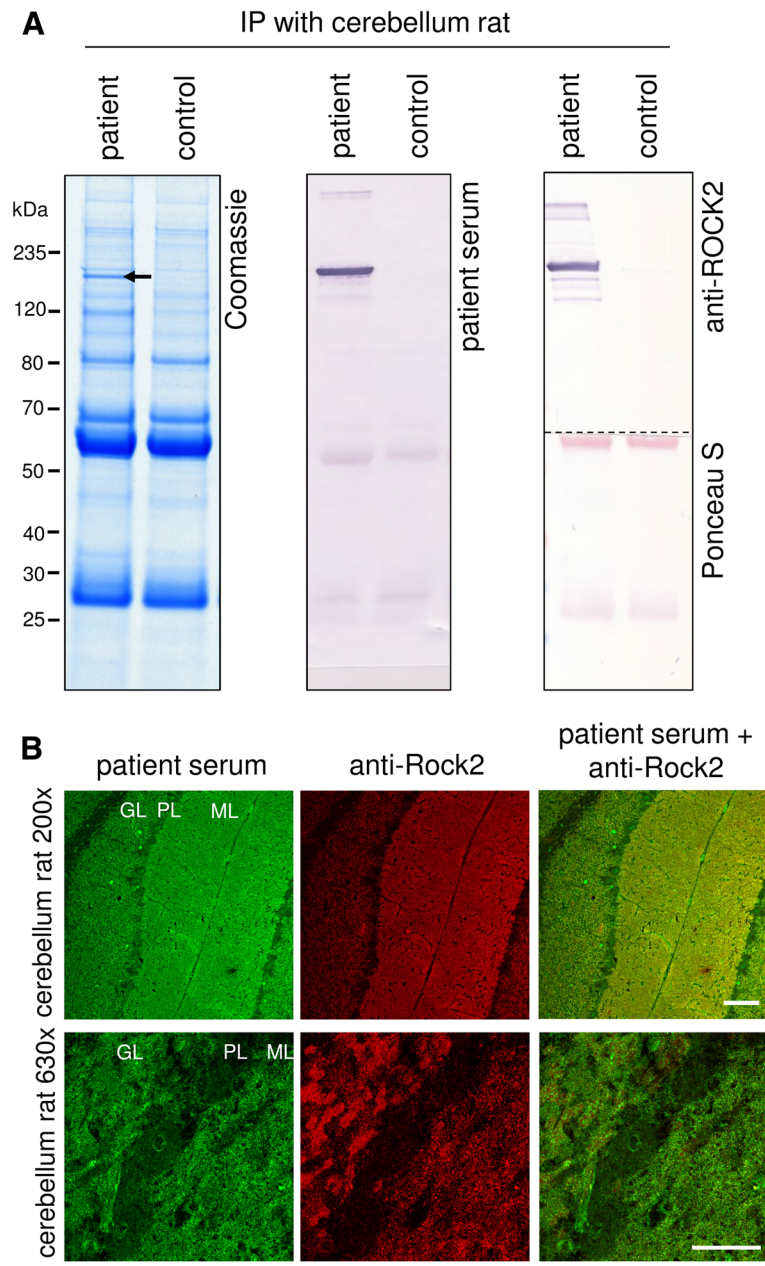 A
IP with cerebellum rat
patient
control
patient
control
patient
control
kDa
235
120
80
70
50
40
30
25
Coomassie
patient serum
anti-ROCK2
Ponceau S
B
patient serum
anti-Rock2
patient serum +
anti-Rock2
cerebellum rat 200x
GL PL ML
cerebellum rat 630x
GL PL ML